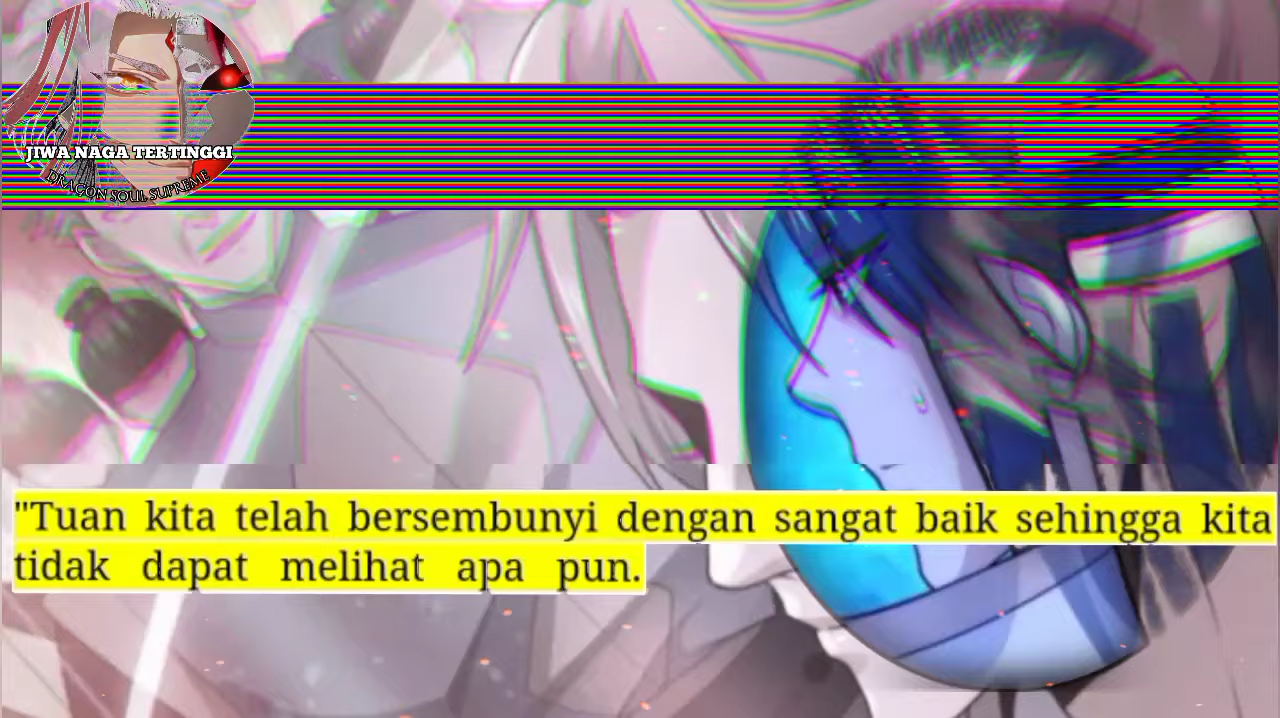 JIWA NAGA TERTINGGI
DRAGON SOUL SUPREME
"Tuan kita telah bersembunyi dengan sangat baik sehingga kita
tidak dapat melihat apa pun.